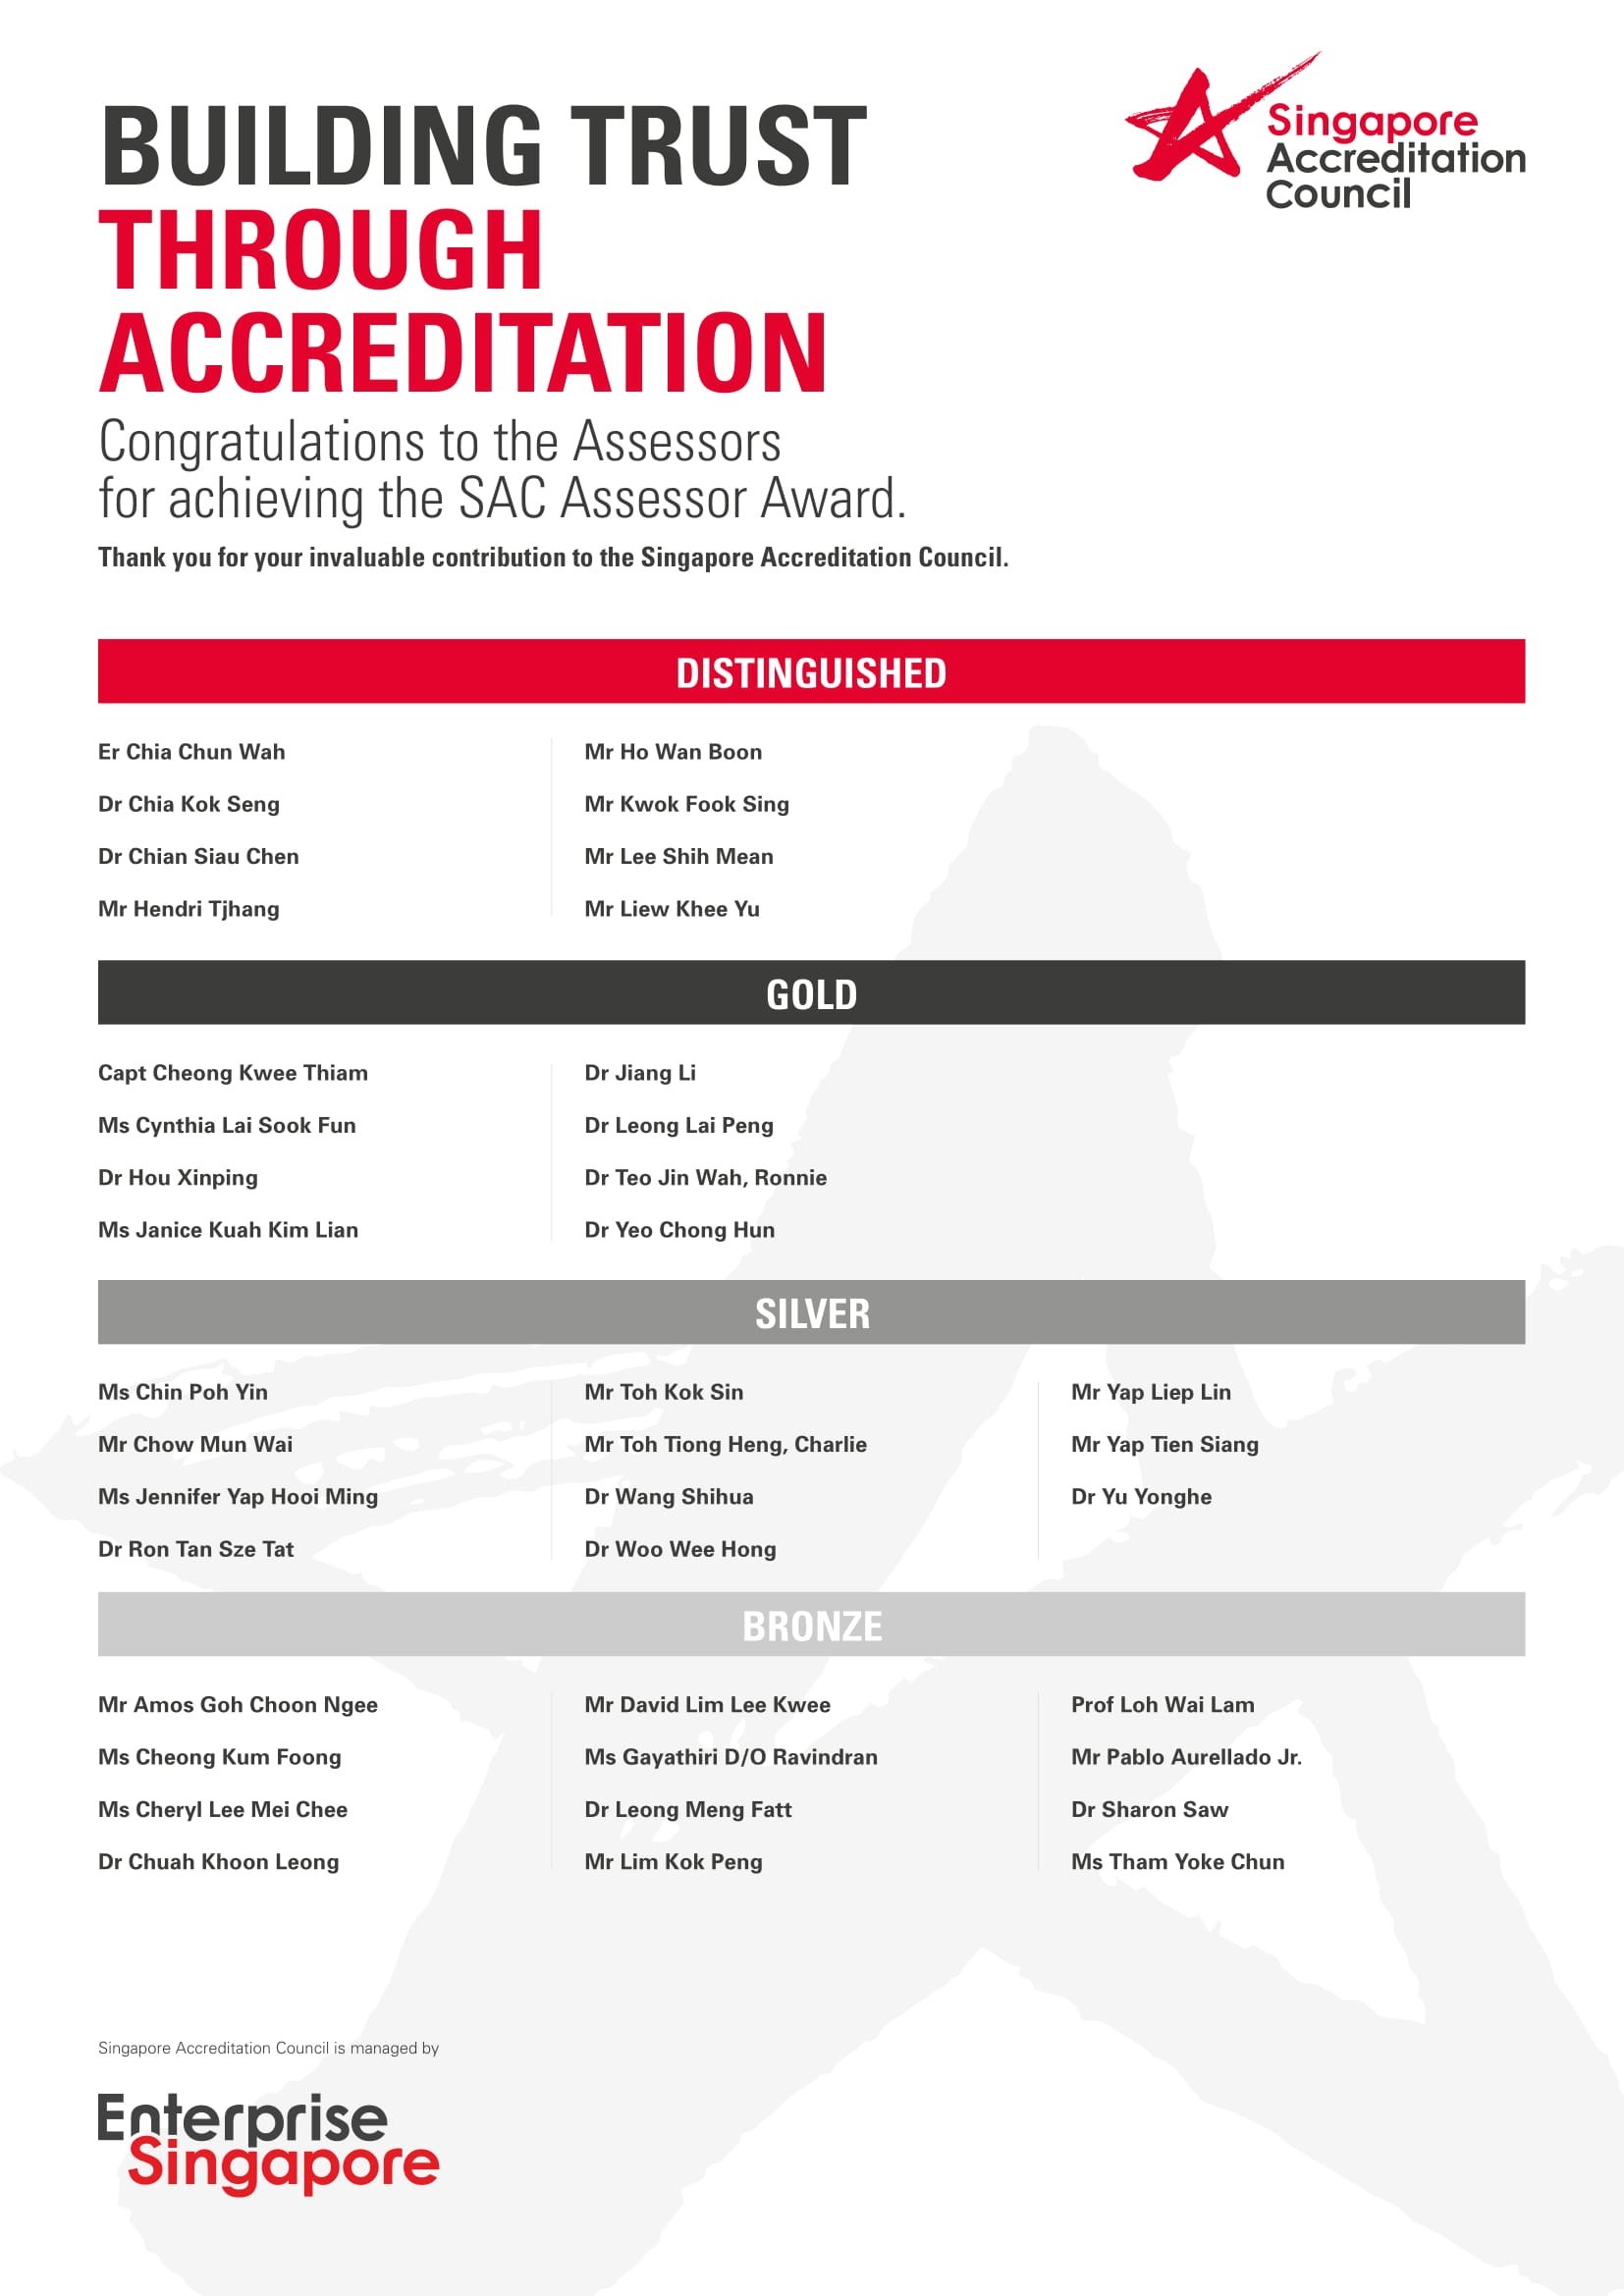 BUILDING TRUST
THROUGH
ACCREDITATION
Singapore
Accreditation
Council
Congratulations to the Assessors
for achieving the SAC Assessor Award.
Thank you for your invaluable contribution to the Singapore Accreditation Council.
DISTINGUISHED
Er Chia Chun Wah
Dr Chia Kok Seng
Dr Chian Siau Chen
Mr Hendri Tjhang
Mr Ho Wan Boon
Mr Kwok Fook Sing
Mr Lee Shih Mean
Mr Liew Khee Yu
GOLD
Capt Cheong Kwee Thiam
Ms Cynthia Lai Sook Fun
Dr Hou Xinping
Ms Janice Kuah Kim Lian
Dr Jiang Li
Dr Leong Lai Peng
Dr Teo Jin Wah, Ronnie
Dr Yeo Chong Hun
SILVER
Ms Chin Poh Yin
Mr Chow Mun Wai
Ms Jennifer Yap Hooi Ming
Dr Ron Tan Sze Tat
Mr Toh Kok Sin
Mr Toh Tiong Heng, Charlie
Dr Wang Shihua
Dr Woo Wee Hong
Mr Yap Liep Lin
Mr Yap Tien Siang
Dr Yu Yonghe
BRONZE
Mr Amos Goh Choon Ngee
Ms Cheong Kum Foong
Ms Cheryl Lee Mei Chee
Dr Chuah Khoon Leong
Mr David Lim Lee Kwee
Ms Gayathiri D/O Ravindran
Dr Leong Meng Fatt
Mr Lim Kok Peng
Prof Loh Wai Lam
Mr Pablo Aurellado Jr.
Dr Sharon Saw
Ms Tham Yoke Chun
Singapore Accreditation Council is managed by
Enterprise
Singapore